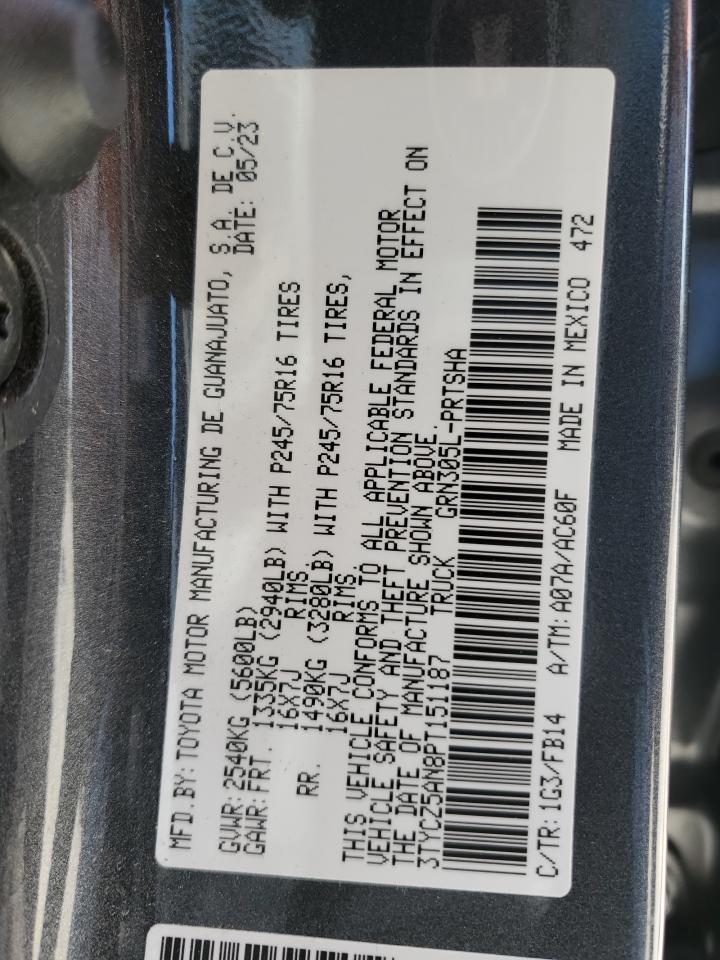 MFD.BY: TOYOTA MOTOR MANUFACTURING DE GUANAJUATO, S.A. DE C.V.
DATE: 05/23
GVWR: 2540KG (5600LB)
GAWR: FRT. 1335KG (2940LB) WITH P245/75R16 TIRES
16X7J RIMS,
RR. 1490KG (3280LB) WITH P245/75R16 TIRES,
16X7J RIMS.
THIS VEHICLE CONFORMS TO ALL APPLICABLE FEDERAL MOTOR
VEHICLE SAFETY AND THEFT PREVENTION STANDARDS IN EFFECT ON
THE DATE OF MANUFACTURE SHOWN ABOVE.
3TYCZ5AN8PT151187 TRUCK GRN305L-PRTSHA
C/TR: 1G3/FB14 A/TM: A07A/AC60F MADE IN MEXICO 472